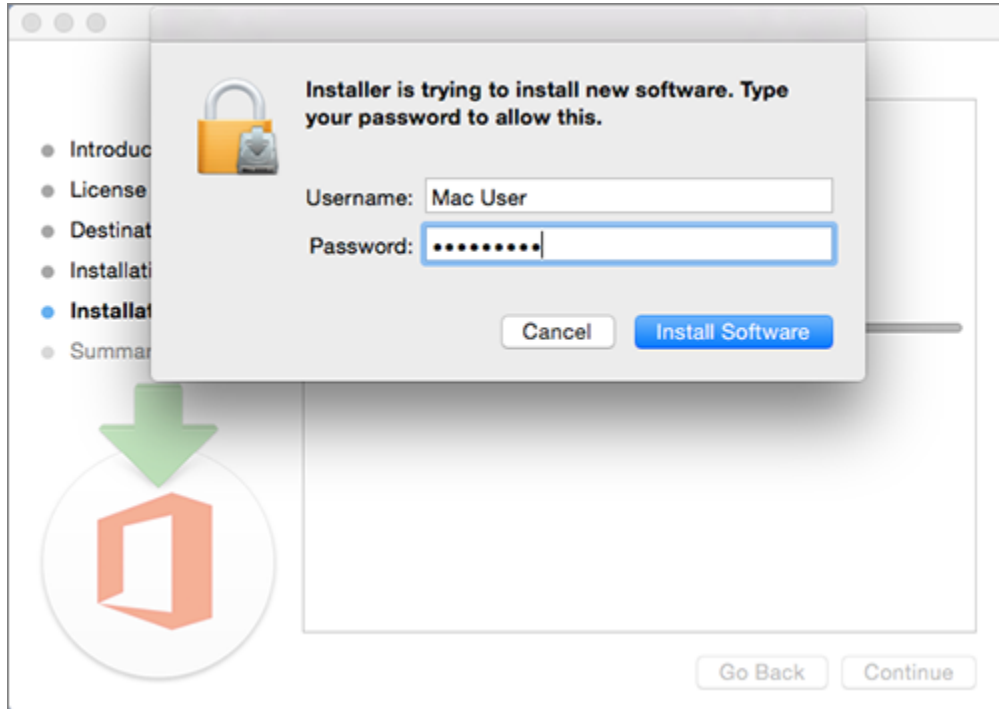 Installer is trying to install new software. Type
your password to allow this.
Username: Mac User
Password: •••••••••
Cancel Install Software
Introduc
License
Destinat
Installati
Installat
Summar
Go Back Continue